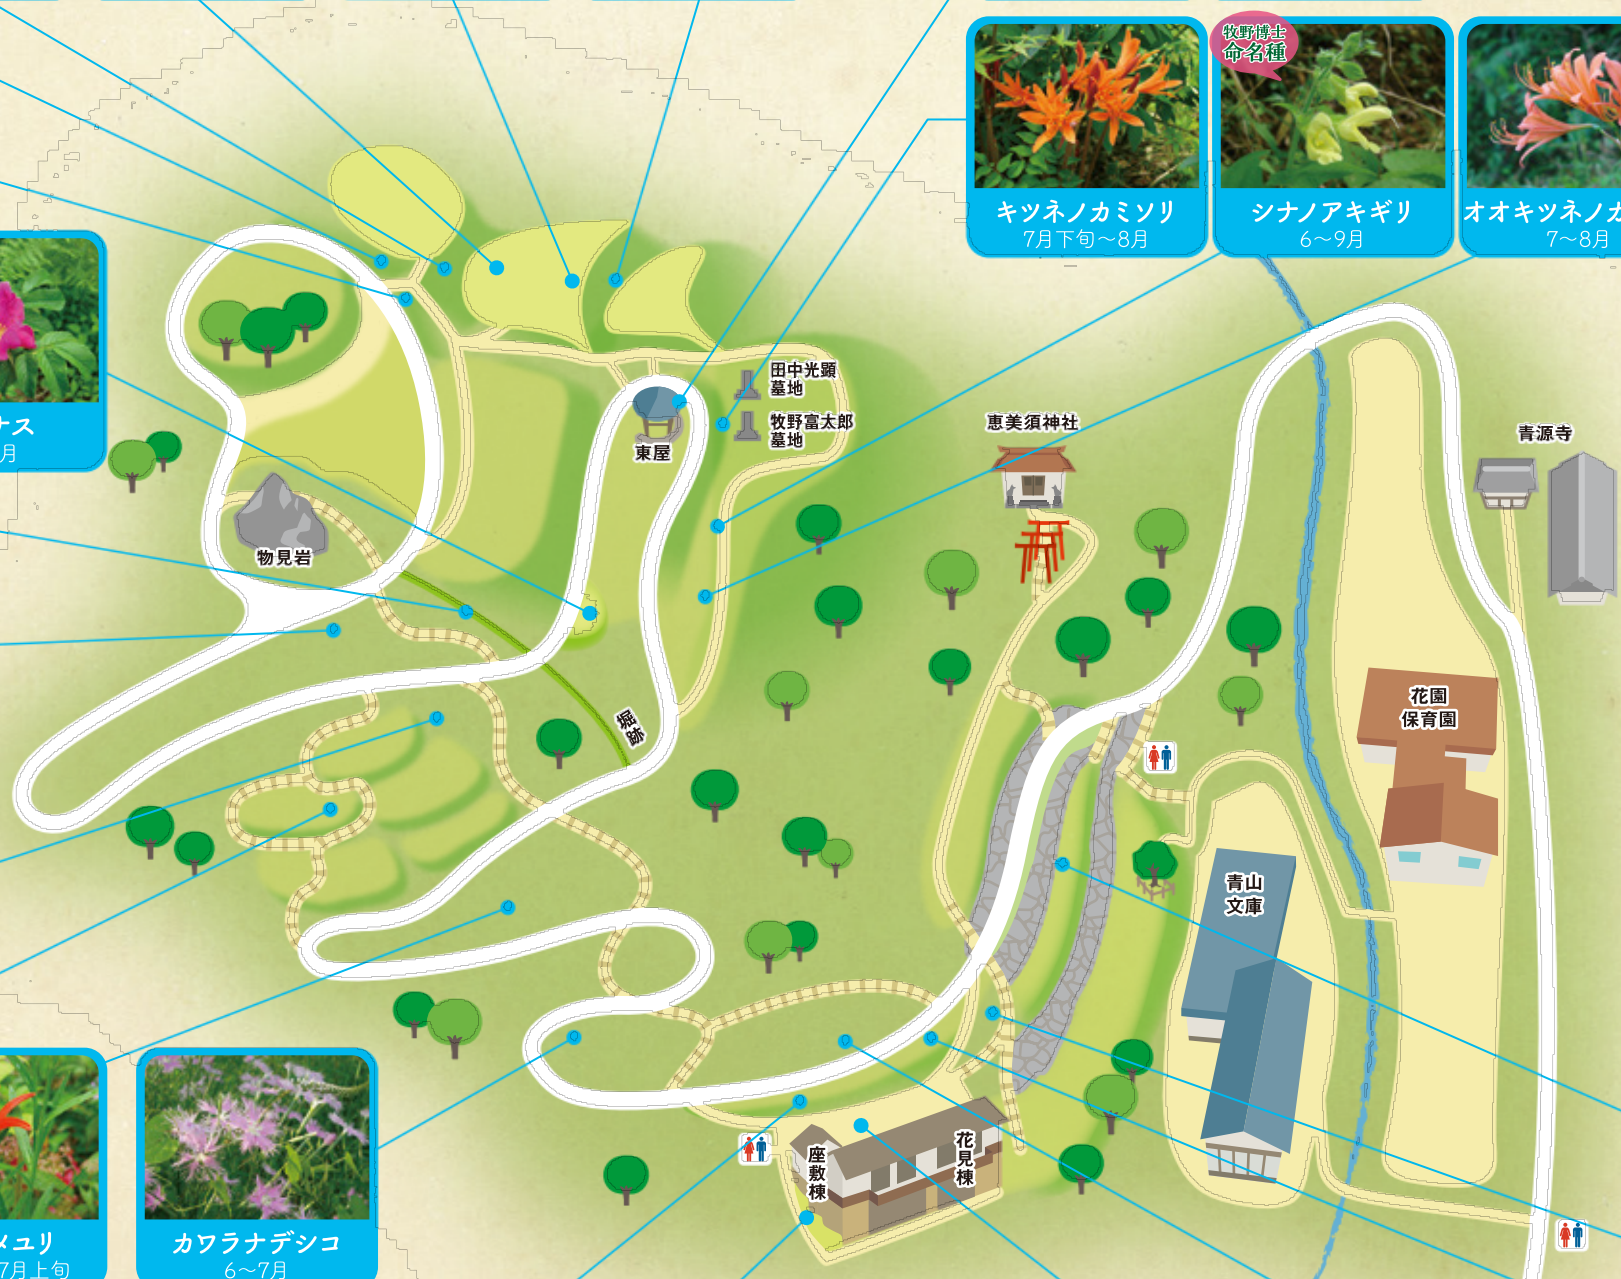 牧野博士
命名種
キツネノカミソリ
7月下旬～8月
シナノアキギリ
6～9月
オオキツネノカ
7～8月
ナス
月
田中光顕
墓地
牧野富太郎
墓地
東屋
恵美須神社
青源寺
物見岩
堀跡
花園
保育園
青山
文庫
座敷棟
花見棟
メユリ
7月上旬
カワラナデシコ
6～7月